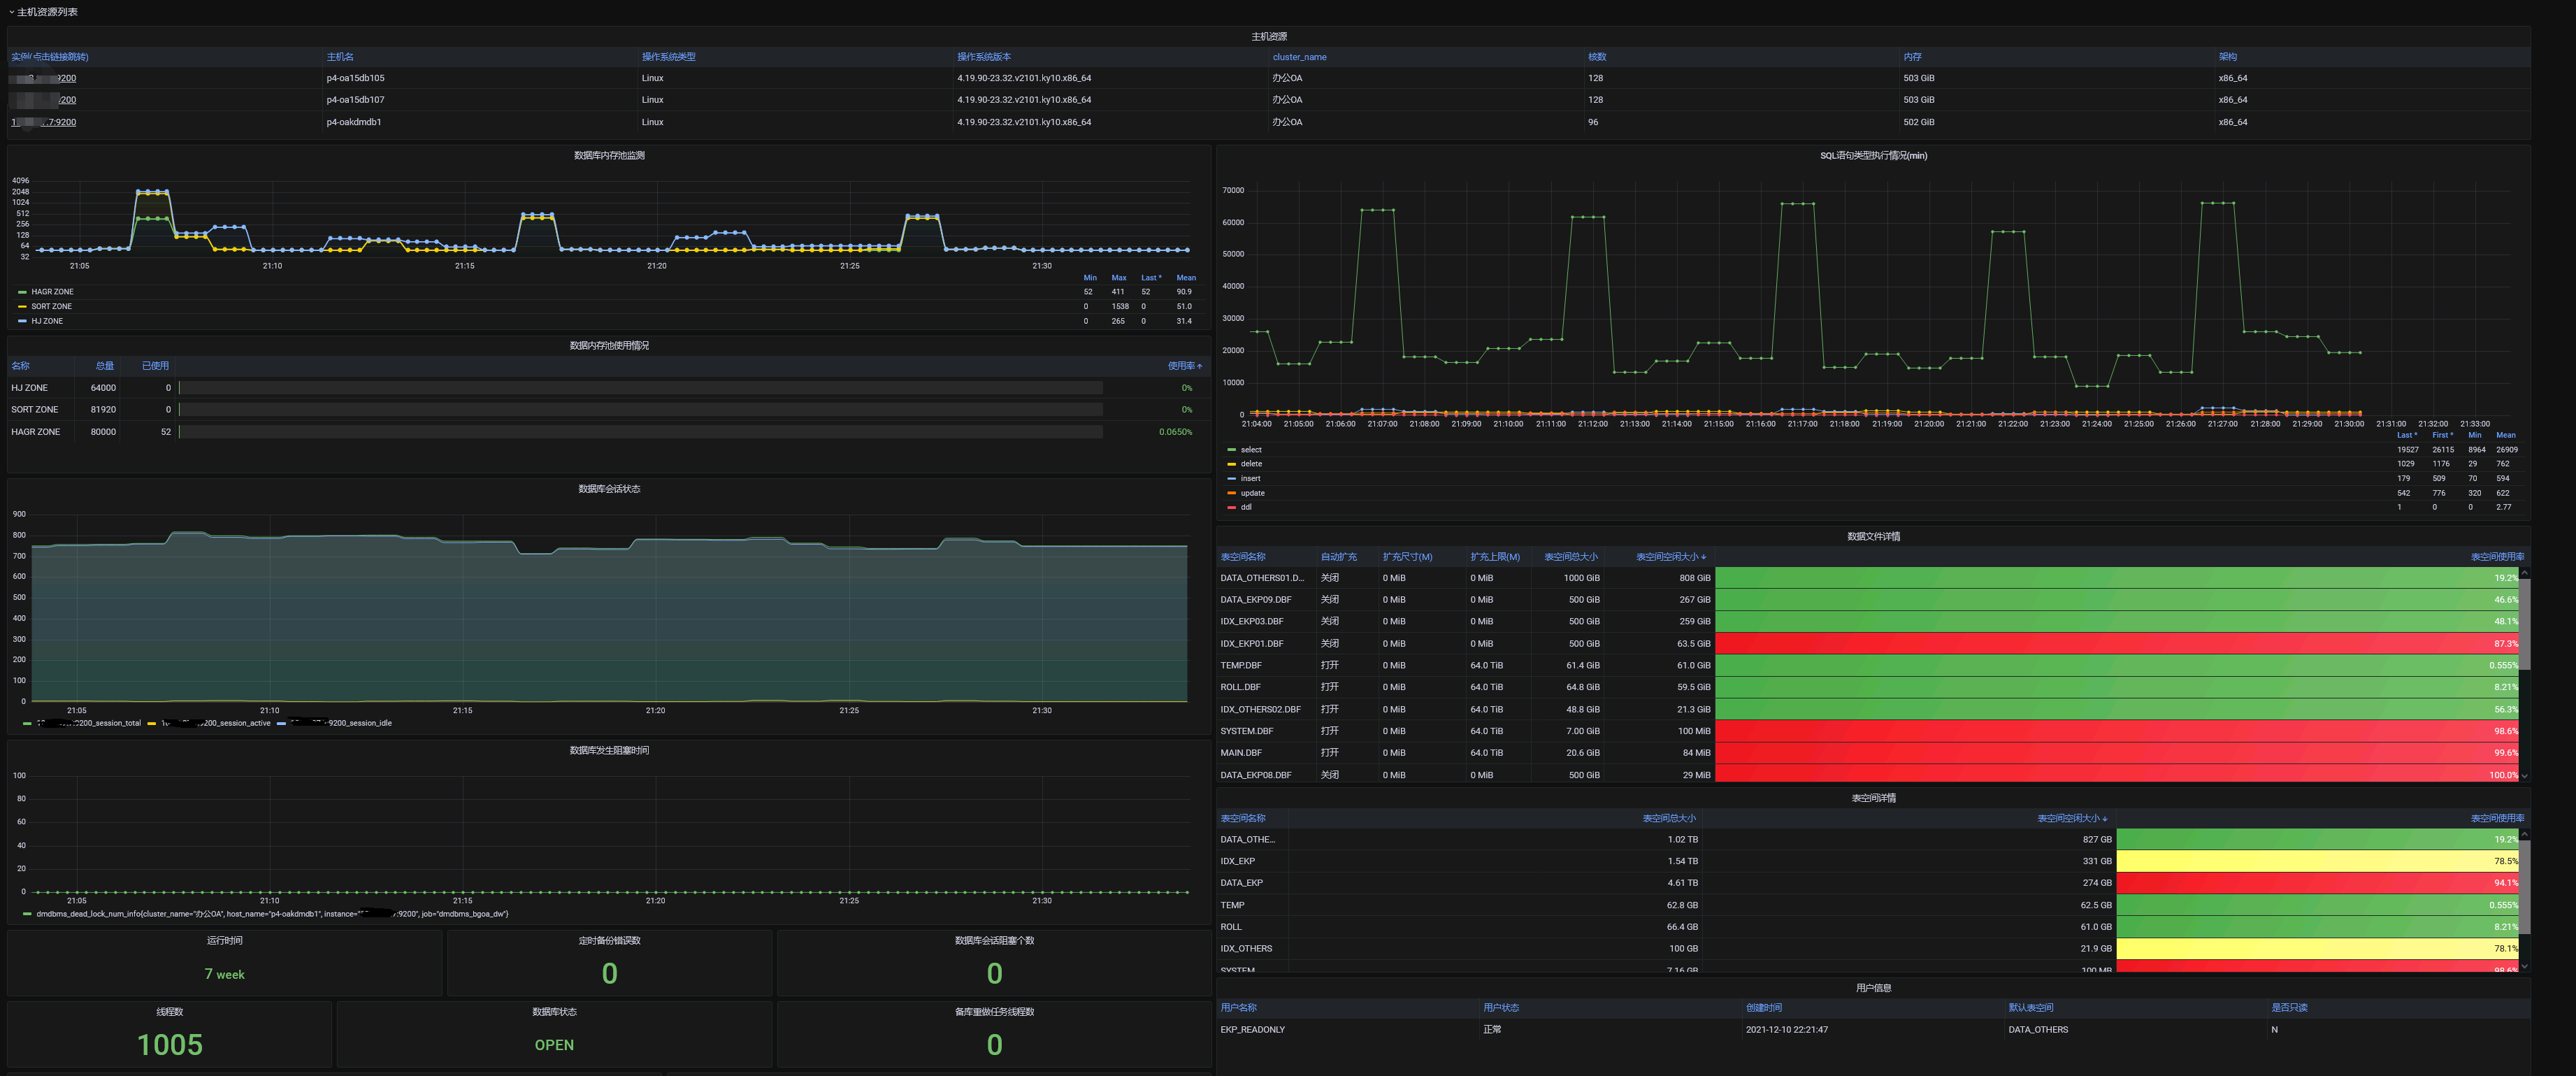 主机资源列表
主机资源
实例(点击链接跳转) 主机名 操作系统类型 操作系统版本 cluster_name 核数 内存 架构
9200 p4-oa15db105 Linux 4.19.90-23.32.v2101.ky10.x86_64 办公OA 128 503 GiB x86_64
9200 p4-oa15db107 Linux 4.19.90-23.32.v2101.ky10.x86_64 办公OA 128 503 GiB x86_64
7:9200 p4-oakdmdb1 Linux 4.19.90-23.32.v2101.ky10.x86_64 办公OA 96 502 GiB x86_64
数据库内存池监测
4096
2048
1024
512
256
128
64
32
21:05 21:10 21:15 21:20 21:25 21:30
Min Max Last * Mean
HAGR ZONE 52 411 52 90.9
SORT ZONE 0 1538 0 51.0
HJ ZONE 0 265 0 31.4
数据内存池使用情况
名称 总量 已使用 使用率
HJ ZONE 64000 0 0%
SORT ZONE 81920 0 0%
HAGR ZONE 80000 52 0.0650%
数据库会话状态
900
800
700
600
500
400
300
200
100
0
21:05 21:10 21:15 21:20 21:25 21:30
9200_session_total 9200_session_active 9200_session_idle
数据库发生阻塞时间
100
80
60
40
20
0
21:05 21:10 21:15 21:20 21:25 21:30
dmdbms_dead_lock_num_info{cluster_name="办公OA", host_name="p4-oakdmdb1", instance=" :9200", job="dmdbms_bgoa_dw"}
运行时间 定时备份错误数 数据库会话阻塞个数
7 week 0 0
线程数 数据库状态 备库重做任务线程数
1005 OPEN 0
SQL语句类型执行情况(min)
70000
60000
50000
40000
30000
20000
10000
0
21:04:00 21:05:00 21:06:00 21:07:00 21:08:00 21:09:00 21:10:00 21:11:00 21:12:00 21:13:00 21:14:00 21:15:00 21:16:00 21:17:00 21:18:00 21:19:00 21:20:00 21:21:00 21:22:00 21:23:00 21:24:00 21:25:00 21:26:00 21:27:00 21:28:00 21:29:00 21:30:00 21:31:00 21:32:00 21:33:00
Last * First * Min Mean
select 19527 26115 8964 26909
delete 1029 1176 29 762
insert 179 509 70 594
update 542 776 320 622
ddl 1 0 0 2.77
数据文件详情
表空间名称 自动扩充 扩充尺寸(M) 扩充上限(M) 表空间总大小 表空间空闲大小 表空间使用率
DATA_OTHERS01.D... 关闭 0 MiB 0 MiB 1000 GiB 808 GiB 19.2%
DATA_EKP09.DBF 关闭 0 MiB 0 MiB 500 GiB 267 GiB 46.6%
IDX_EKP03.DBF 关闭 0 MiB 0 MiB 500 GiB 259 GiB 48.1%
IDX_EKP01.DBF 关闭 0 MiB 0 MiB 500 GiB 63.5 GiB 87.3%
TEMP.DBF 打开 0 MiB 64.0 TiB 61.4 GiB 61.0 GiB 0.555%
ROLL.DBF 打开 0 MiB 64.0 TiB 64.8 GiB 59.5 GiB 8.21%
IDX_OTHERS02.DBF 打开 0 MiB 64.0 TiB 48.8 GiB 21.3 GiB 56.3%
SYSTEM.DBF 打开 0 MiB 64.0 TiB 7.00 GiB 100 MiB 98.6%
MAIN.DBF 打开 0 MiB 64.0 TiB 20.6 GiB 84 MiB 99.6%
DATA_EKP08.DBF 关闭 0 MiB 0 MiB 500 GiB 29 MiB 100.0%
表空间详情
表空间名称 表空间总大小 表空间空闲大小 表空间使用率
DATA_OTHE... 1.02 TB 827 GB 19.2%
IDX_EKP 1.54 TB 331 GB 78.5%
DATA_EKP 4.61 TB 274 GB 94.1%
TEMP 62.8 GB 62.5 GB 0.555%
ROLL 66.4 GB 61.0 GB 8.21%
IDX_OTHERS 100 GB 21.9 GB 78.1%
SYSTEM 7.16 GB 100 MB 98.6%
用户信息
用户名称 用户状态 创建时间 默认表空间 是否只读
EKP_READONLY 正常 2021-12-10 22:21:47 DATA_OTHERS N